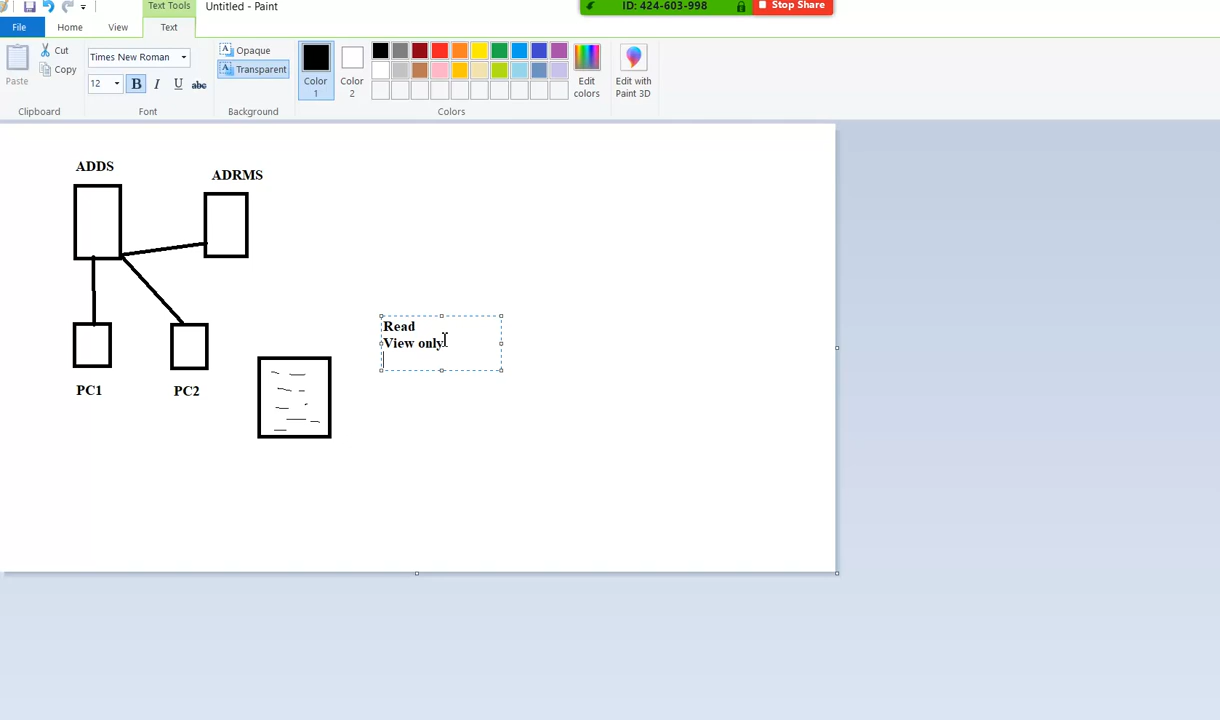 Text Tools
Untitled - Paint
ID: 424-603-998
Stop Share
File
Home
View
Text
Paste
Cut
Copy
Clipboard
Times New Roman
12
B
I
U
abc
Font
A Opaque
A Transparent
Background
Color
1
Color
2
Colors
Edit
colors
Edit with
Paint 3D
ADDS
ADRMS
PC1
PC2
Read
View only